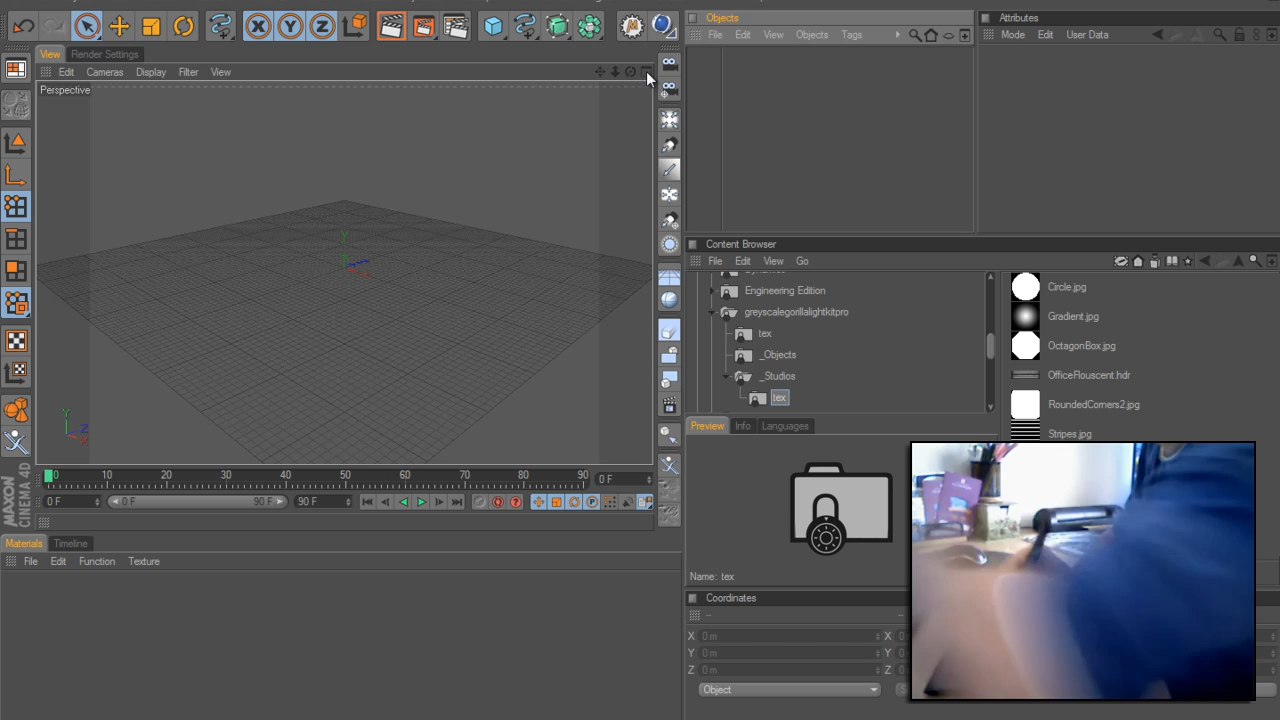 Objects
Attributes
File Edit View Objects Tags
Mode Edit User Data
View Render Settings
Edit Cameras Display Filter View
Perspective
Y
Z
X
Content Browser
File Edit View Go
Engineering Edition
greyscalegorillalightkitpro
tex
_Objects
_Studios
tex
Circle.jpg
Gradient.jpg
OctagonBox.jpg
OfficeFlouscent.hdr
RoundedCorners2.jpg
Stripes.jpg
Preview Info Languages
Name: tex
0 10 20 30 40 50 60 70 80 90 0 F
0 F 0 F 90 F 90 F
MAXON
CINEMA 4D
Materials Timeline
File Edit Function Texture
Coordinates
X 0 m X
Y 0 m Y
Z 0 m Z
Object